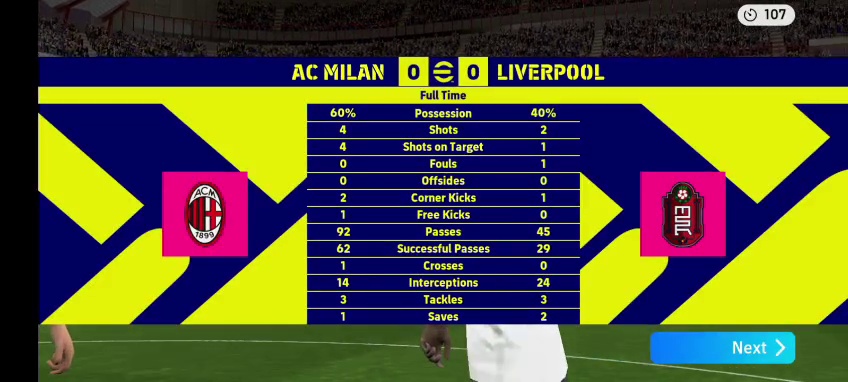 107
AC MILAN 0 0 LIVERPOOL
Full Time
60% Possession 40%
4 Shots 2
4 Shots on Target 1
0 Fouls 1
0 Offsides 0
2 Corner Kicks 1
1 Free Kicks 0
92 Passes 45
62 Successful Passes 29
1 Crosses 0
14 Interceptions 24
3 Tackles 3
1 Saves 2
ACM
1899
Next